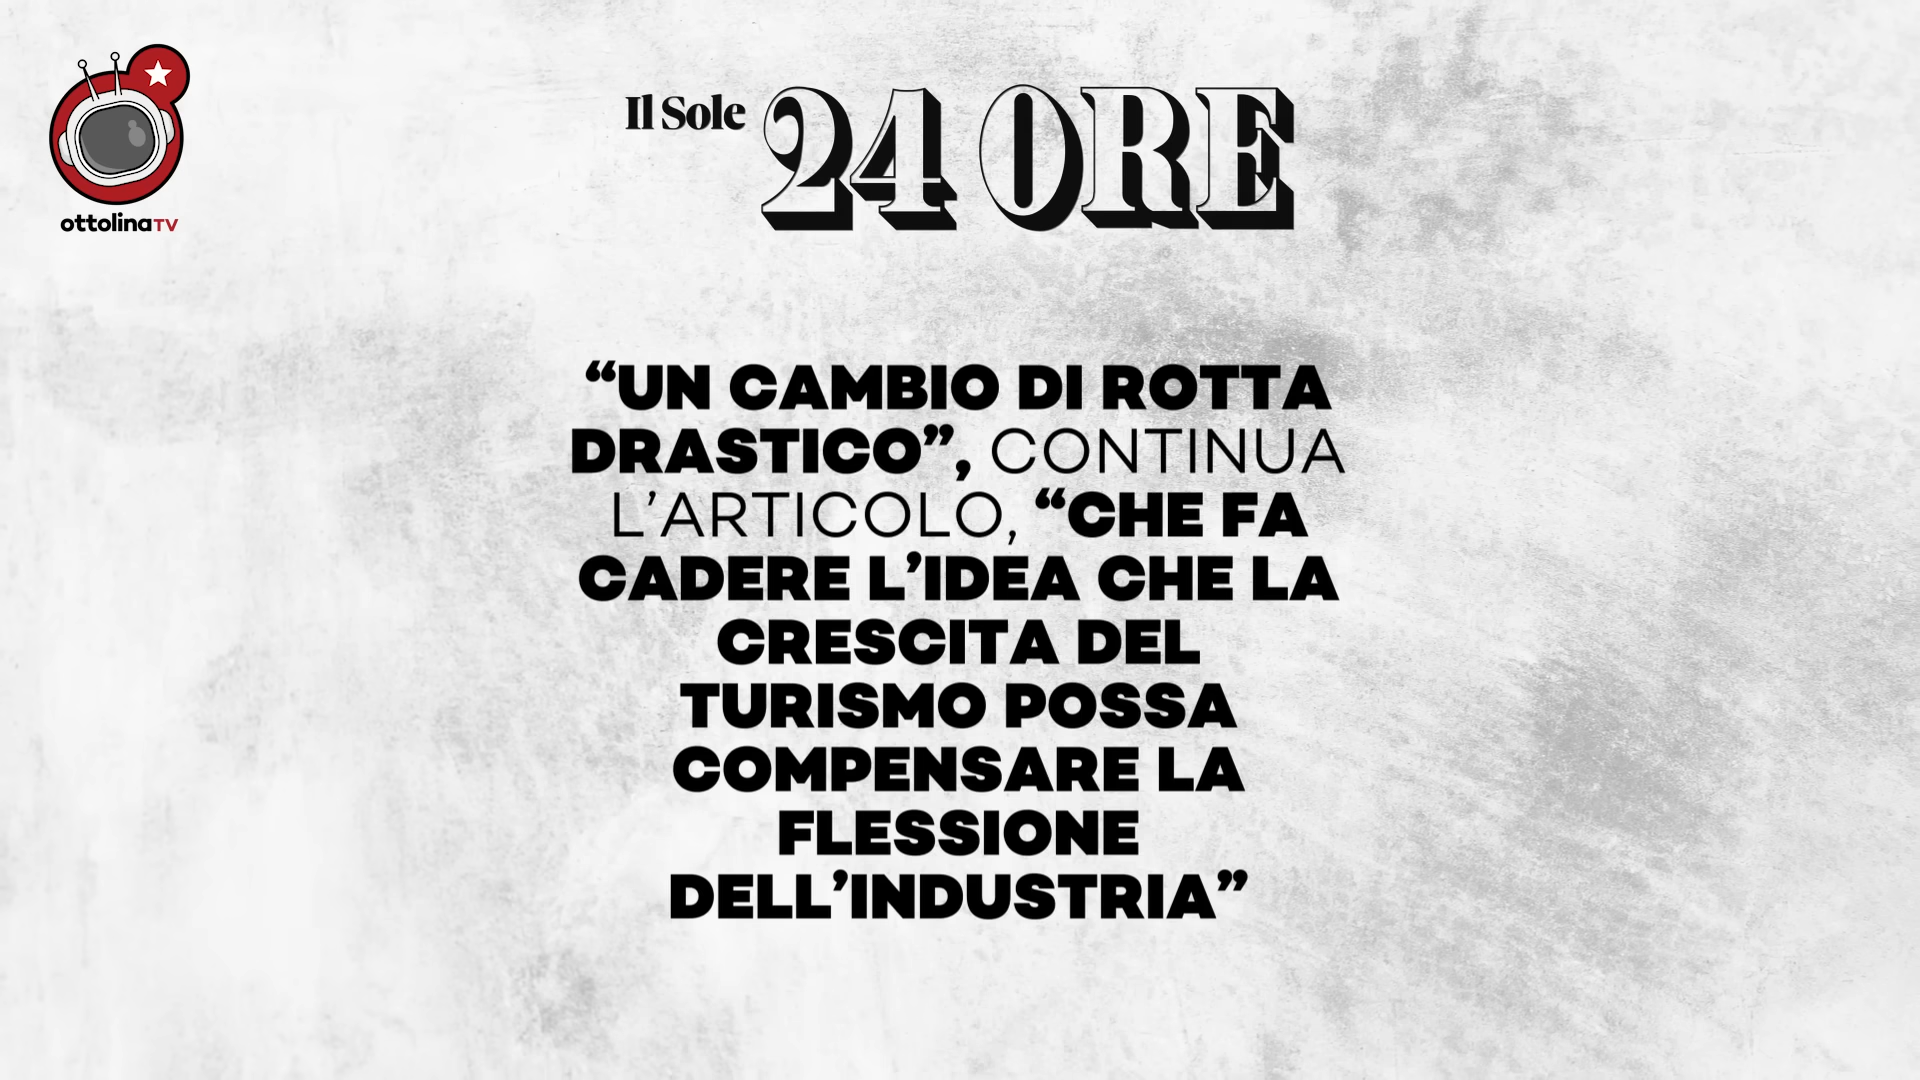 ottolinaTV
Il Sole 24 ORE
“UN CAMBIO DI ROTTA
DRASTICO”, CONTINUA
L’ARTICOLO, “CHE FA
CADERE L’IDEA CHE LA
CRESCITA DEL
TURISMO POSSA
COMPENSARE LA
FLESSIONE
DELL’INDUSTRIA”